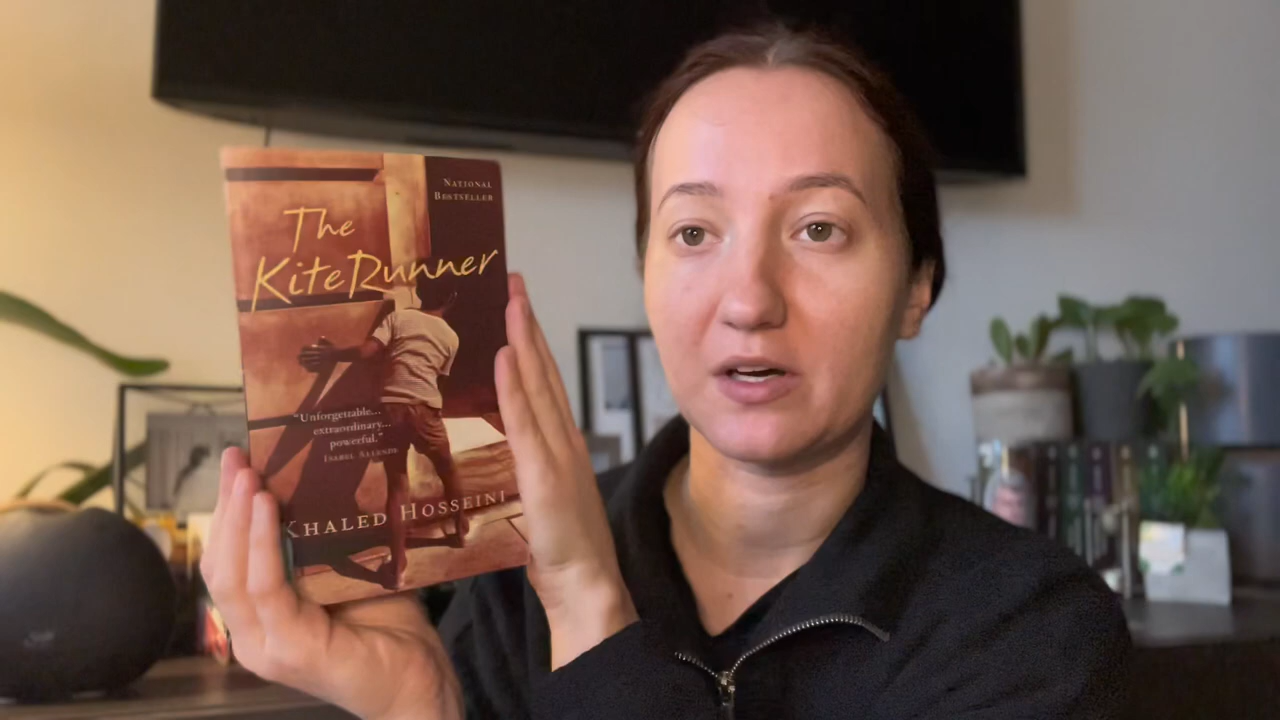 NATIONAL
BESTSELLER
The
Kite Runner
"Unforgettable...
extraordinary...
powerful."
ISABEL ALLENDE
KHALED HOSSEINI